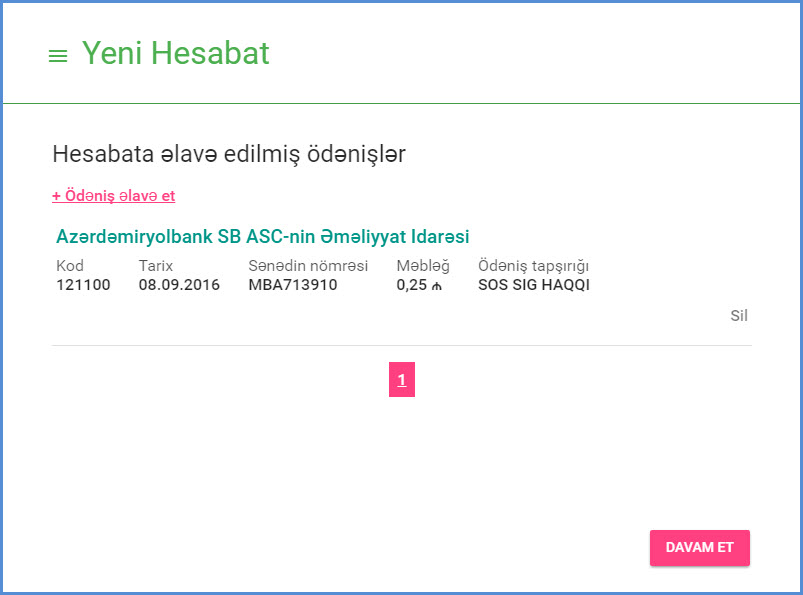 Yeni Hesabat
Hesabata əlavə edilmiş ödənişlər
+ Ödəniş əlavə et
Azərdəmiryolbank SB ASC-nin Əməliyyat Idarəsi
Kod Tarix Sənədin nömrəsi Məbləğ Ödəniş tapşırığı
121100 08.09.2016 MBA713910 0,25 ₼ SOS SIG HAQQI
Sil
1
DAVAM ET